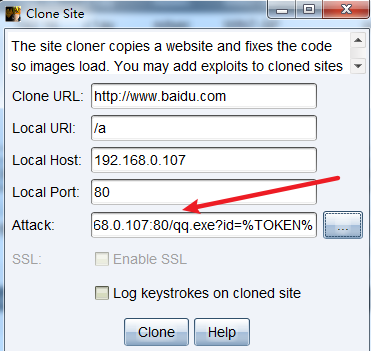 Clone Site
The site cloner copies a website and fixes the code
so images load. You may add exploits to cloned sites
Clone URL: http://www.baidu.com
Local URI: /a
Local Host: 192.168.0.107
Local Port: 80
Attack: 68.0.107:80/qq.exe?id=%TOKEN% ...
SSL: Enable SSL
Log keystrokes on cloned site
Clone Help